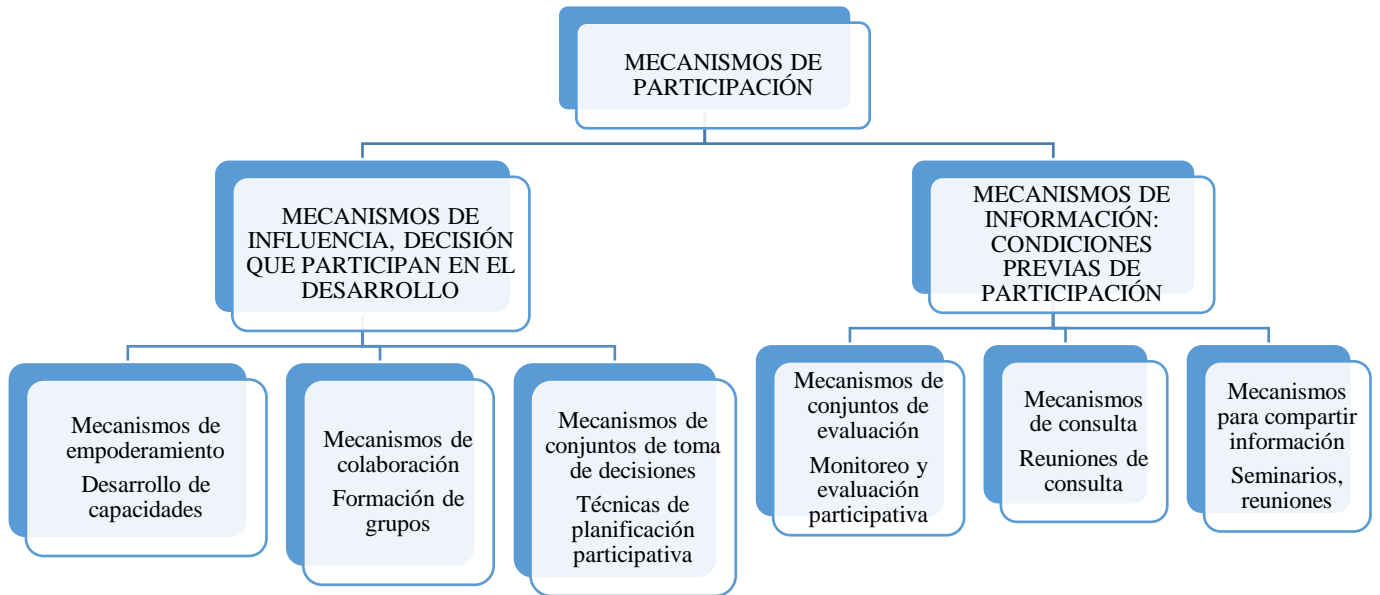 MECANISMOS DE
PARTICIPACIÓN
MECANISMOS DE
INFLUENCIA, DECISIÓN
QUE PARTICIPAN EN EL
DESARROLLO
MECANISMOS DE
INFORMACIÓN:
CONDICIONES
PREVIAS DE
PARTICIPACIÓN
Mecanismos de
empoderamiento
Desarrollo de
capacidades
Mecanismos de
colaboración
Formación de
grupos
Mecanismos de
conjuntos de toma
de decisiones
Técnicas de
planificación
participativa
Mecanismos de
conjuntos de
evaluación
Monitoreo y
evaluación
participativa
Mecanismos
de consulta
Reuniones de
consulta
Mecanismos
para compartir
información
Seminarios,
reuniones